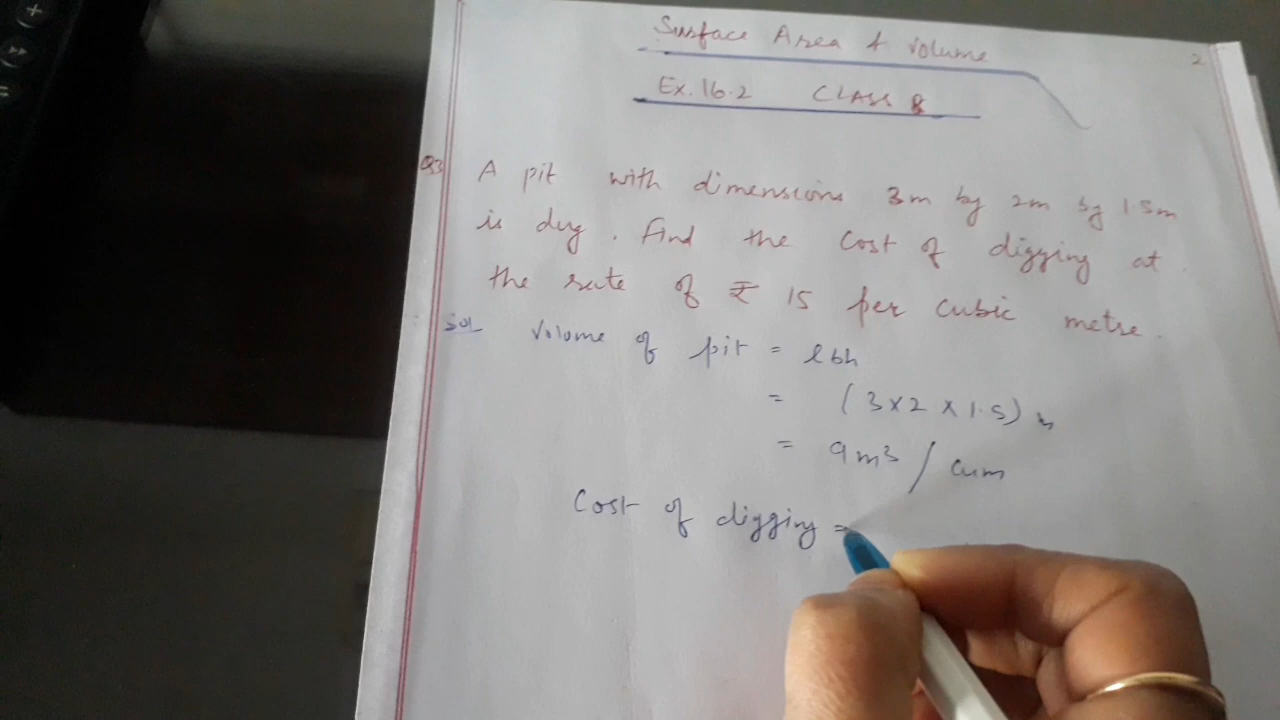 Surface Area & Volume
2
Ex. 16.2 CLASS 8
Q3 A pit with dimensions 3m by 2m by 1.5m
is dug. Find the cost of digging at
the rate of ₹ 15 per cubic metre.
Sol Volume of pit = lbh
= (3×2×1.5)
= 9m³ / cum
Cost of digging =